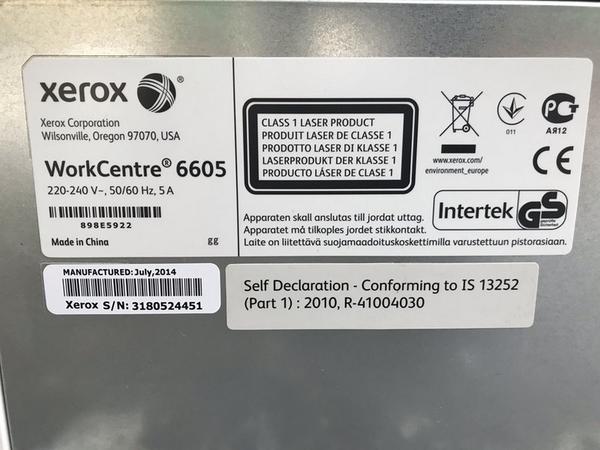 xerox
Xerox Corporation
Wilsonville, Oregon 97070, USA
WorkCentre® 6605
220-240 V~, 50/60 Hz, 5 A
898E5922
Made in China
gg
CLASS 1 LASER PRODUCT
PRODUIT LASER DE CLASSE 1
PRODOTTO LASER DI KLASSE 1
LASERPRODUKT DER KLASSE 1
PRODUCTO LÁSER DE CLASE 1
www.xerox.com/
environment_europe
011
АЯ12
CE
Apparaten skall anslutas till jordat uttag.
Apparatet må tilkoples jordet stikkontakt.
Laite on liitettävä suojamaadoituskoskettimilla varustettuun pistorasiaan.
Intertek
GS
geprüfte
Sicherheit
MANUFACTURED: July,2014
Xerox S/N: 3180524451
Self Declaration - Conforming to IS 13252
(Part 1) : 2010, R-41004030